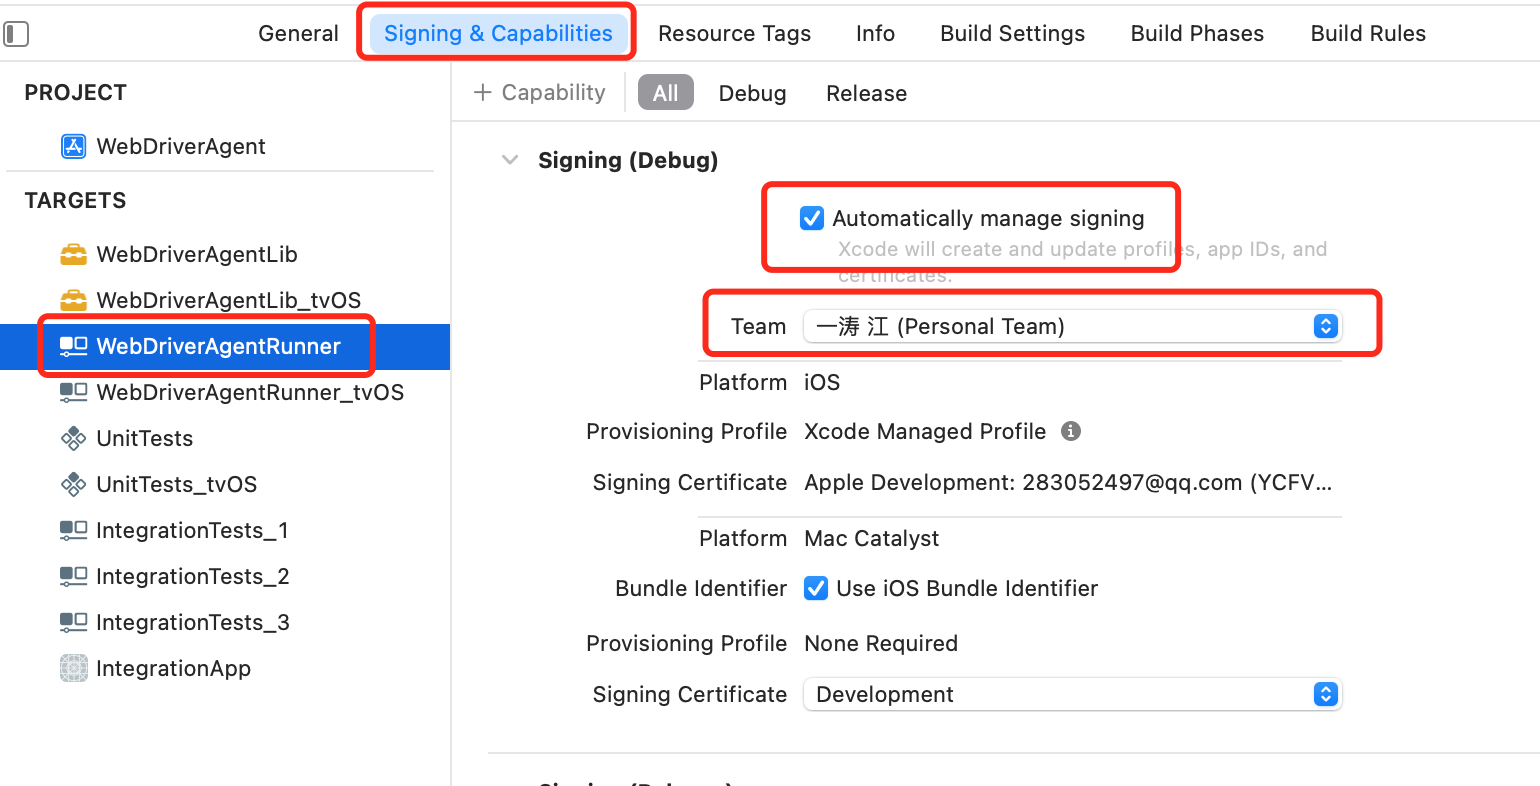 General Signing & Capabilities Resource Tags Info Build Settings Build Phases Build Rules
PROJECT
WebDriverAgent
TARGETS
WebDriverAgentLib
WebDriverAgentLib_tvOS
WebDriverAgentRunner
WebDriverAgentRunner_tvOS
UnitTests
UnitTests_tvOS
IntegrationTests_1
IntegrationTests_2
IntegrationTests_3
IntegrationApp
+ Capability All Debug Release
Signing (Debug)
Automatically manage signing
Xcode will create and update profiles, app IDs, and
certificates.
Team 一涛 江 (Personal Team)
Platform iOS
Provisioning Profile Xcode Managed Profile
Signing Certificate Apple Development: 283052497@qq.com (YCFV...
Platform Mac Catalyst
Bundle Identifier Use iOS Bundle Identifier
Provisioning Profile None Required
Signing Certificate Development